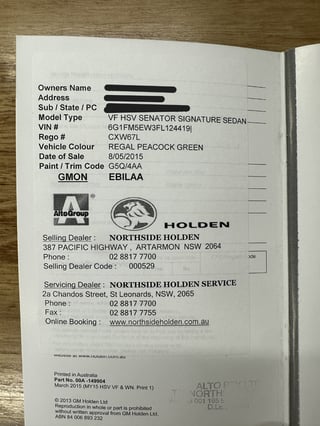 Owners Name
Address
Sub / State / PC
Model Type VF HSV SENATOR SIGNATURE SEDAN
VIN # 6G1FM5EW3FL124419|
Rego # CXW67L
Vehicle Colour REGAL PEACOCK GREEN
Date of Sale 8/05/2015
Paint / Trim Code G5Q/4AA
GMON EBILAA
A
AltoGroup
HOLDEN
Selling Dealer : NORTHSIDE HOLDEN
387 PACIFIC HIGHWAY , ARTARMON NSW 2064
Phone : 02 8817 7700
Selling Dealer Code : 000529
Servicing Dealer : NORTHSIDE HOLDEN SERVICE
2a Chandos Street, St Leonards, NSW, 2065
Phone : 02 8817 7700
Fax : 02 8817 7755
Online Booking : www.northsideholden.com.au
Printed in Australia
Part No. 00A -149904
March 2015 (MY15 HSV VF & WN. Print 1)
© 2013 GM Holden Ltd
Reproduction in whole or part is prohibited
without written approval from GM Holden Ltd.
ABN 84 006 893 232
ALTO
NORTH